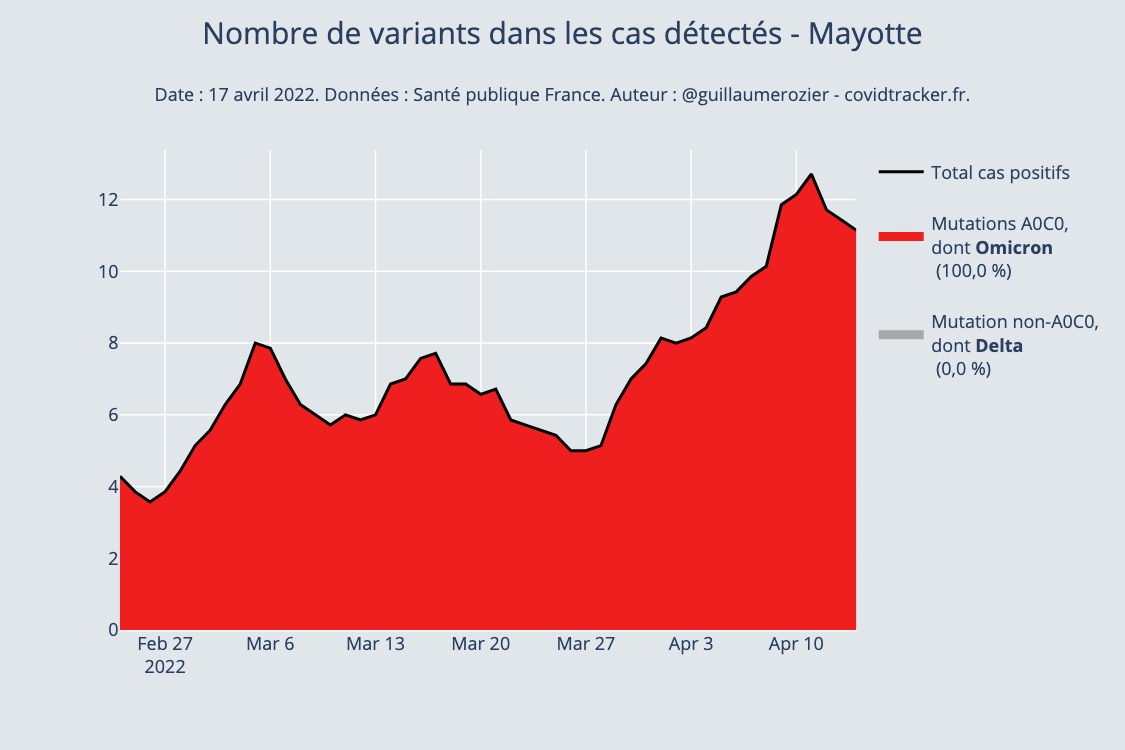 Nombre de variants dans les cas détectés - Mayotte
Date : 17 avril 2022. Données : Santé publique France. Auteur : @guillaumerozier - covidtracker.fr.
Total cas positifs
Mutations A0C0,
dont Omicron
(100,0 %)
Mutation non-A0C0,
dont Delta
(0,0 %)
12
10
8
6
4
2
0
Feb 27
2022
Mar 6
Mar 13
Mar 20
Mar 27
Apr 3
Apr 10